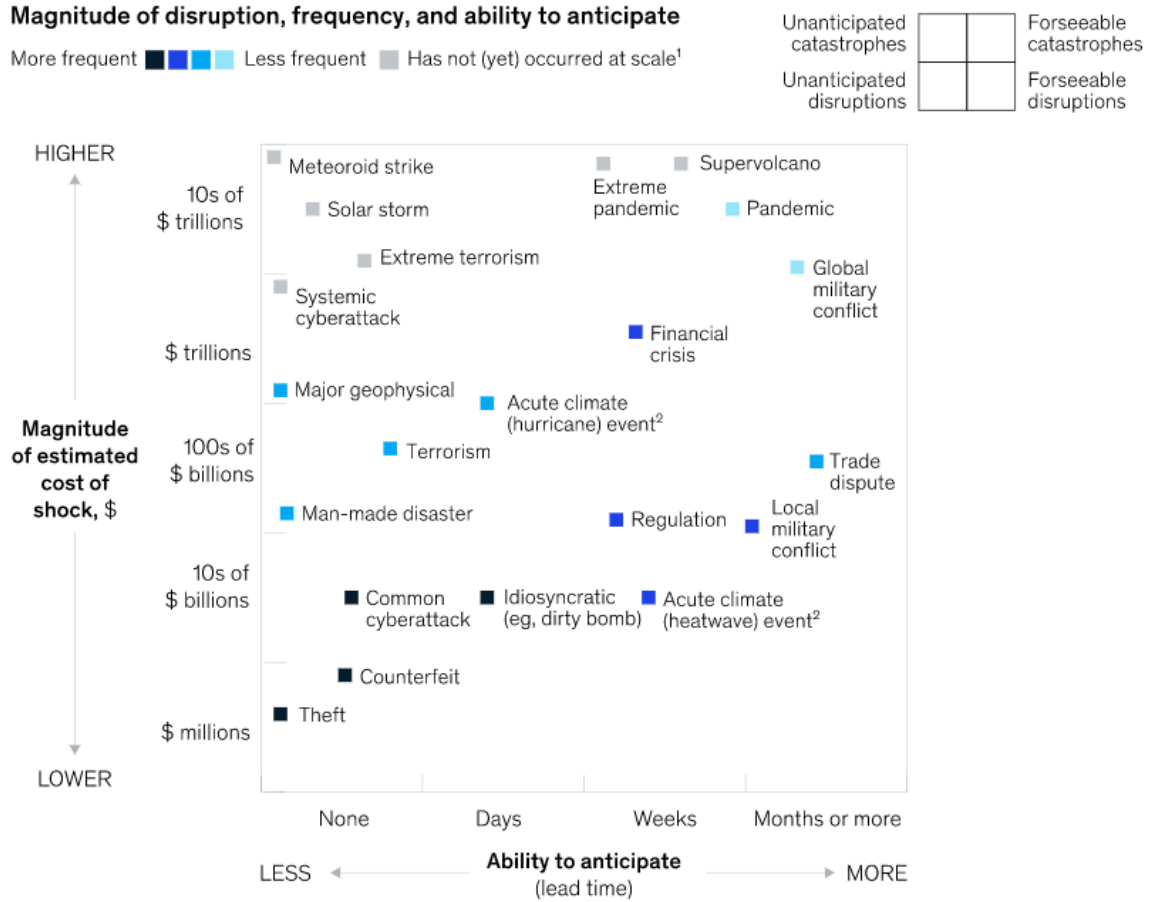 Magnitude of disruption, frequency, and ability to anticipate
More frequent
Less frequent
Has not (yet) occurred at scale¹
Unanticipated
catastrophes
Forseeable
catastrophes
Unanticipated
disruptions
Forseeable
disruptions
HIGHER
10s of
$ trillions
$ trillions
Magnitude
of estimated
cost of
shock, $
100s of
$ billions
10s of
$ billions
$ millions
LOWER
Meteoroid strike
Extreme
pandemic
Supervolcano
Solar storm
Pandemic
Extreme terrorism
Global
military
conflict
Systemic
cyberattack
Financial
crisis
Major geophysical
Acute climate
(hurricane) event²
Terrorism
Trade
dispute
Man-made disaster
Regulation
Local
military
conflict
Common
cyberattack
Idiosyncratic
(eg, dirty bomb)
Acute climate
(heatwave) event²
Counterfeit
Theft
None
Days
Weeks
Months or more
LESS
Ability to anticipate
(lead time)
MORE